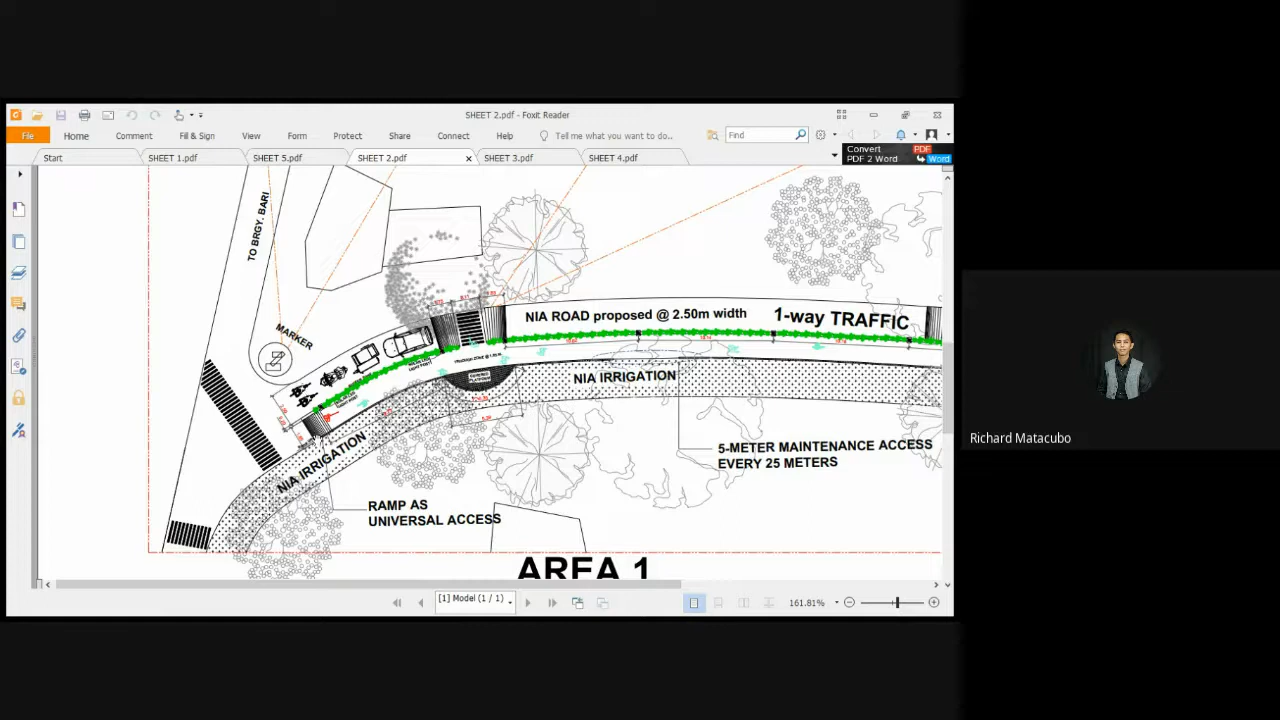 SHEET 2.pdf - Foxit Reader
File Home Comment Fill & Sign View Form Protect Share Connect Help Tell me what you want to do.. Find
Start SHEET 1.pdf SHEET 5.pdf SHEET 2.pdf SHEET 3.pdf SHEET 4.pdf
Convert PDF
PDF 2 Word Word
TO BRGY. BARI
MARKER
NIA ROAD proposed @ 2.50m width
1-way TRAFFIC
NIA IRRIGATION
NIA IRRIGATION
5-METER MAINTENANCE ACCESS
EVERY 25 METERS
RAMP AS
UNIVERSAL ACCESS
AREA 1
[1] Model (1 / 1)
161.81%
Richard Matacubo